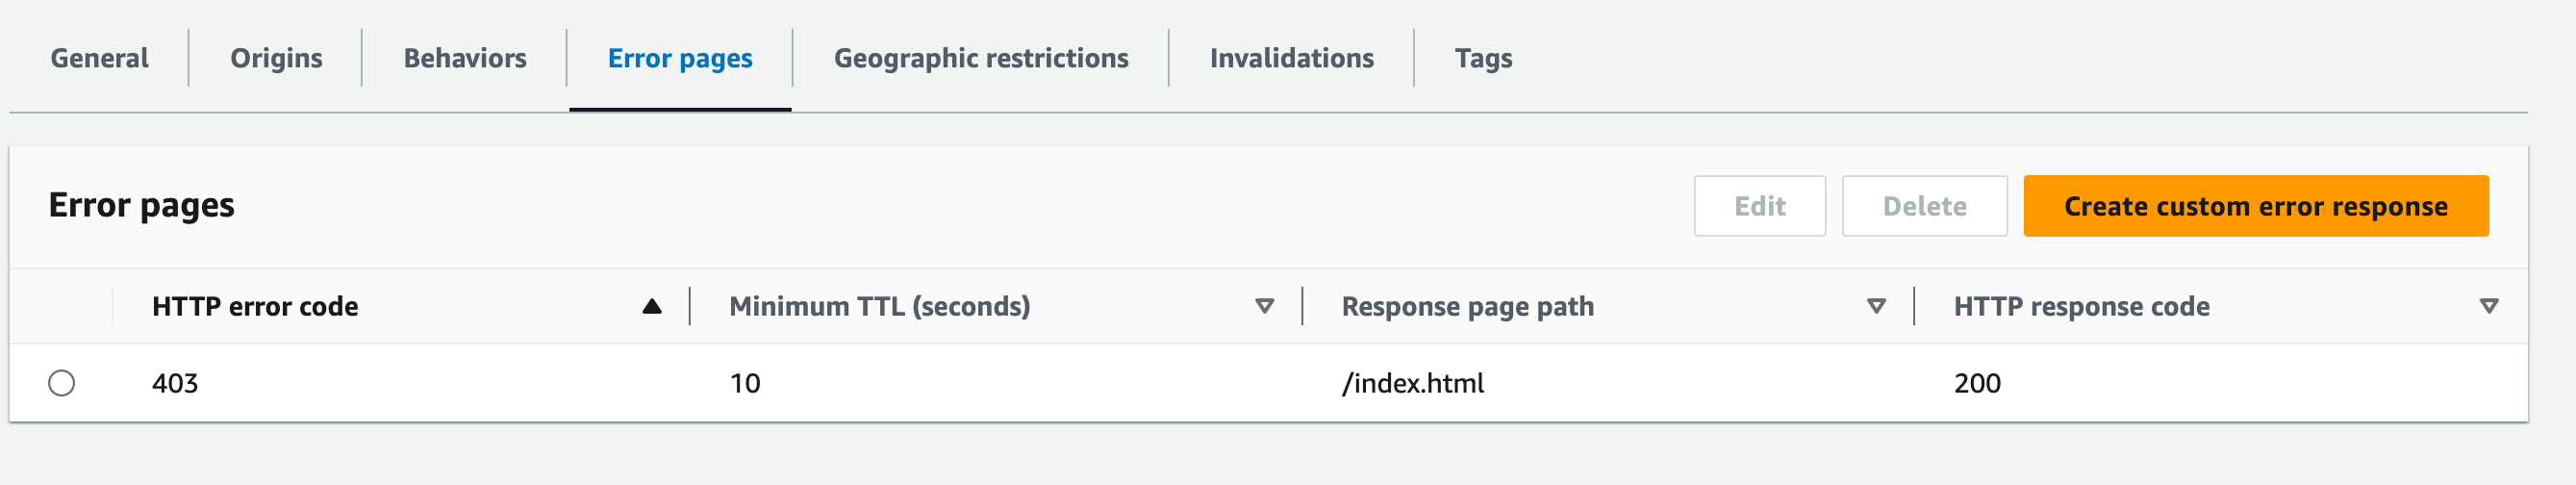 General Origins Behaviors Error pages Geographic restrictions Invalidations Tags
Error pages Edit Delete Create custom error response
HTTP error code Minimum TTL (seconds) Response page path HTTP response code
403 10 /index.html 200